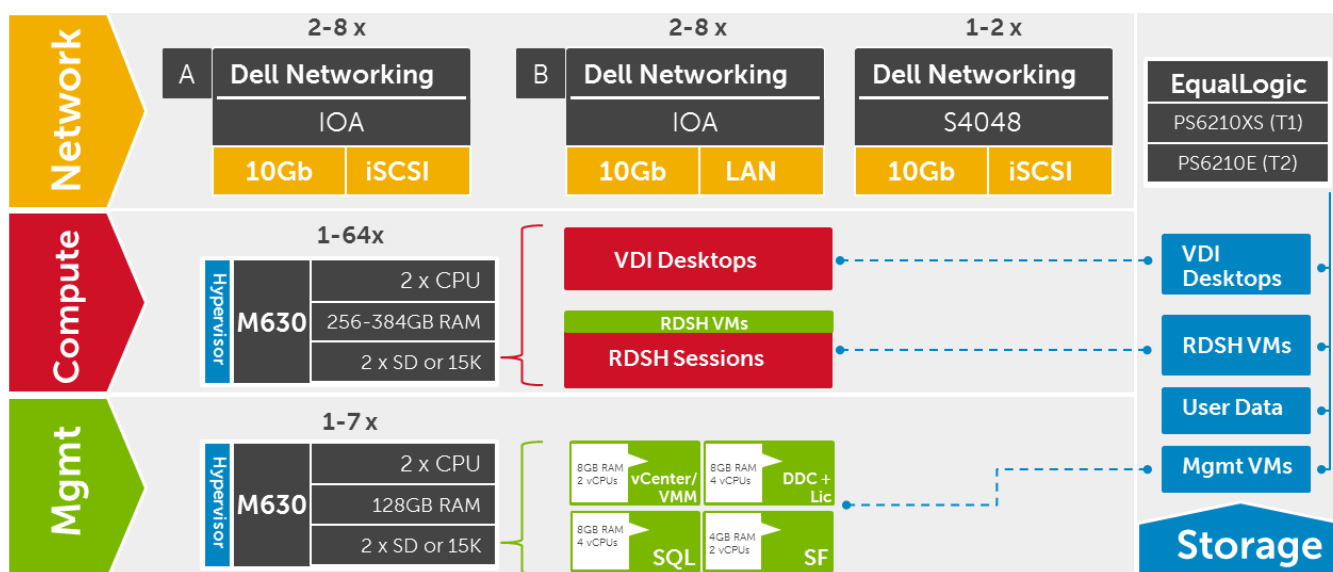 Network
2-8 x
A
Dell Networking
IOA
10Gb
iSCSI
2-8 x
B
Dell Networking
IOA
10Gb
LAN
1-2 x
Dell Networking
S4048
10Gb
iSCSI
EqualLogic
PS6210XS (T1)
PS6210E (T2)
Compute
1-64x
Hypervisor
M630
2 x CPU
256-384GB RAM
2 x SD or 15K
VDI Desktops
RDSH VMs
RDSH Sessions
VDI
Desktops
RDSH VMs
User Data
Mgmt VMs
Mgmt
1-7 x
Hypervisor
M630
2 x CPU
128GB RAM
2 x SD or 15K
8GB RAM
2 vCPUs
vCenter/
VMM
8GB RAM
4 vCPUs
DDC +
Lic
8GB RAM
4 vCPUs
SQL
4GB RAM
2 vCPUs
SF
Storage